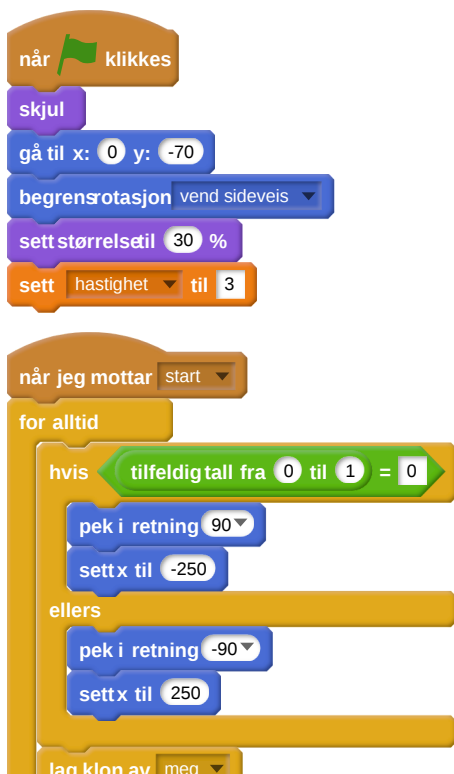 når klikkes
skjul
gå til x: 0 y: -70
begrens rotasjon vend sideveis
sett størrelse til 30 %
sett hastighet til 3
når jeg mottar start
for alltid
hvis tilfeldig tall fra 0 til 1 = 0
pek i retning 90
sett x til -250
ellers
pek i retning -90
sett x til 250
lag klon av meg